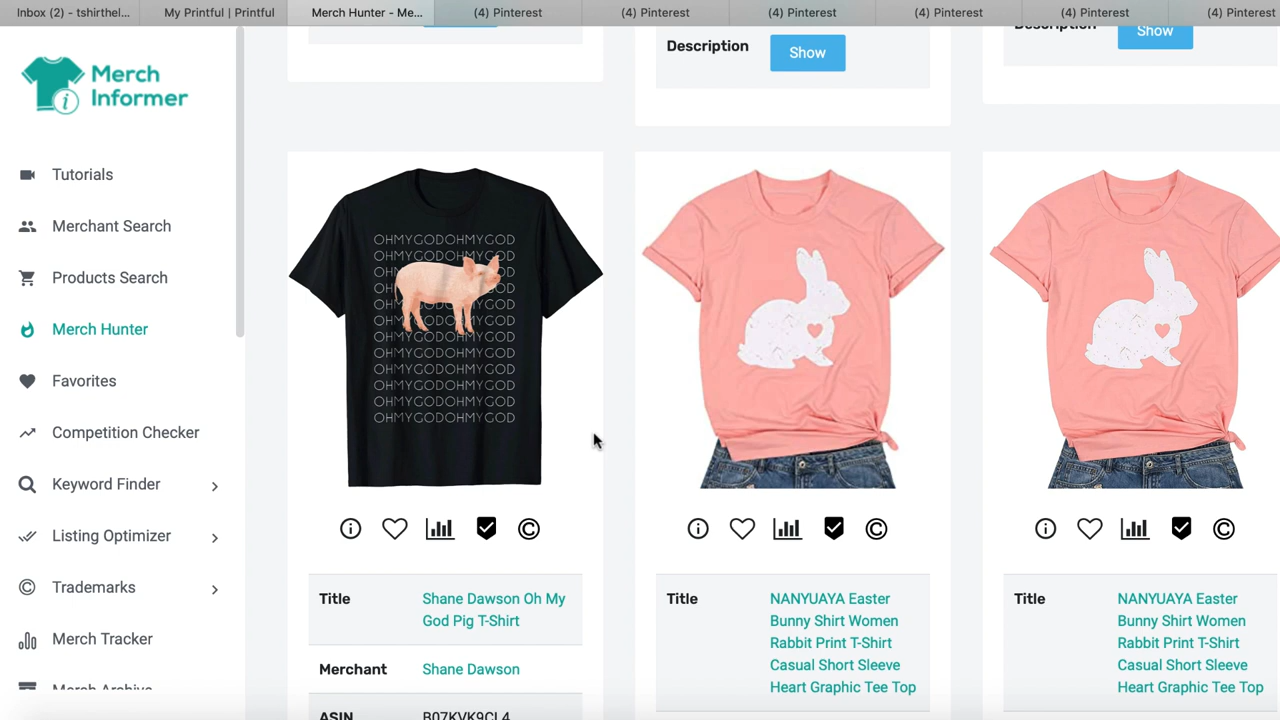 Inbox (2) - tshirthel...
My Printful | Printful
Merch Hunter - Me...
(4) Pinterest
(4) Pinterest
(4) Pinterest
(4) Pinterest
(4) Pinterest
(4) Pinterest
Merch
Informer
Tutorials
Merchant Search
Products Search
Merch Hunter
Favorites
Competition Checker
Keyword Finder
Listing Optimizer
Trademarks
Merch Tracker
Merch Archive
Description
Show
Description
Show
OHMYGODOHMYGOD
OHMYGODOHMYGOD
OHMYGODOHMYGOD
OHMYGODOHMYGOD
OHMYGODOHMYGOD
OHMYGODOHMYGOD
OHMYGODOHMYGOD
OHMYGODOHMYGOD
OHMYGODOHMYGOD
Title
Shane Dawson Oh My
God Pig T-Shirt
Merchant
Shane Dawson
ASIN
B07KVK9CL4
Title
NANYUAYA Easter
Bunny Shirt Women
Rabbit Print T-Shirt
Casual Short Sleeve
Heart Graphic Tee Top
Title
NANYUAYA Easter
Bunny Shirt Women
Rabbit Print T-Shirt
Casual Short Sleeve
Heart Graphic Tee Top